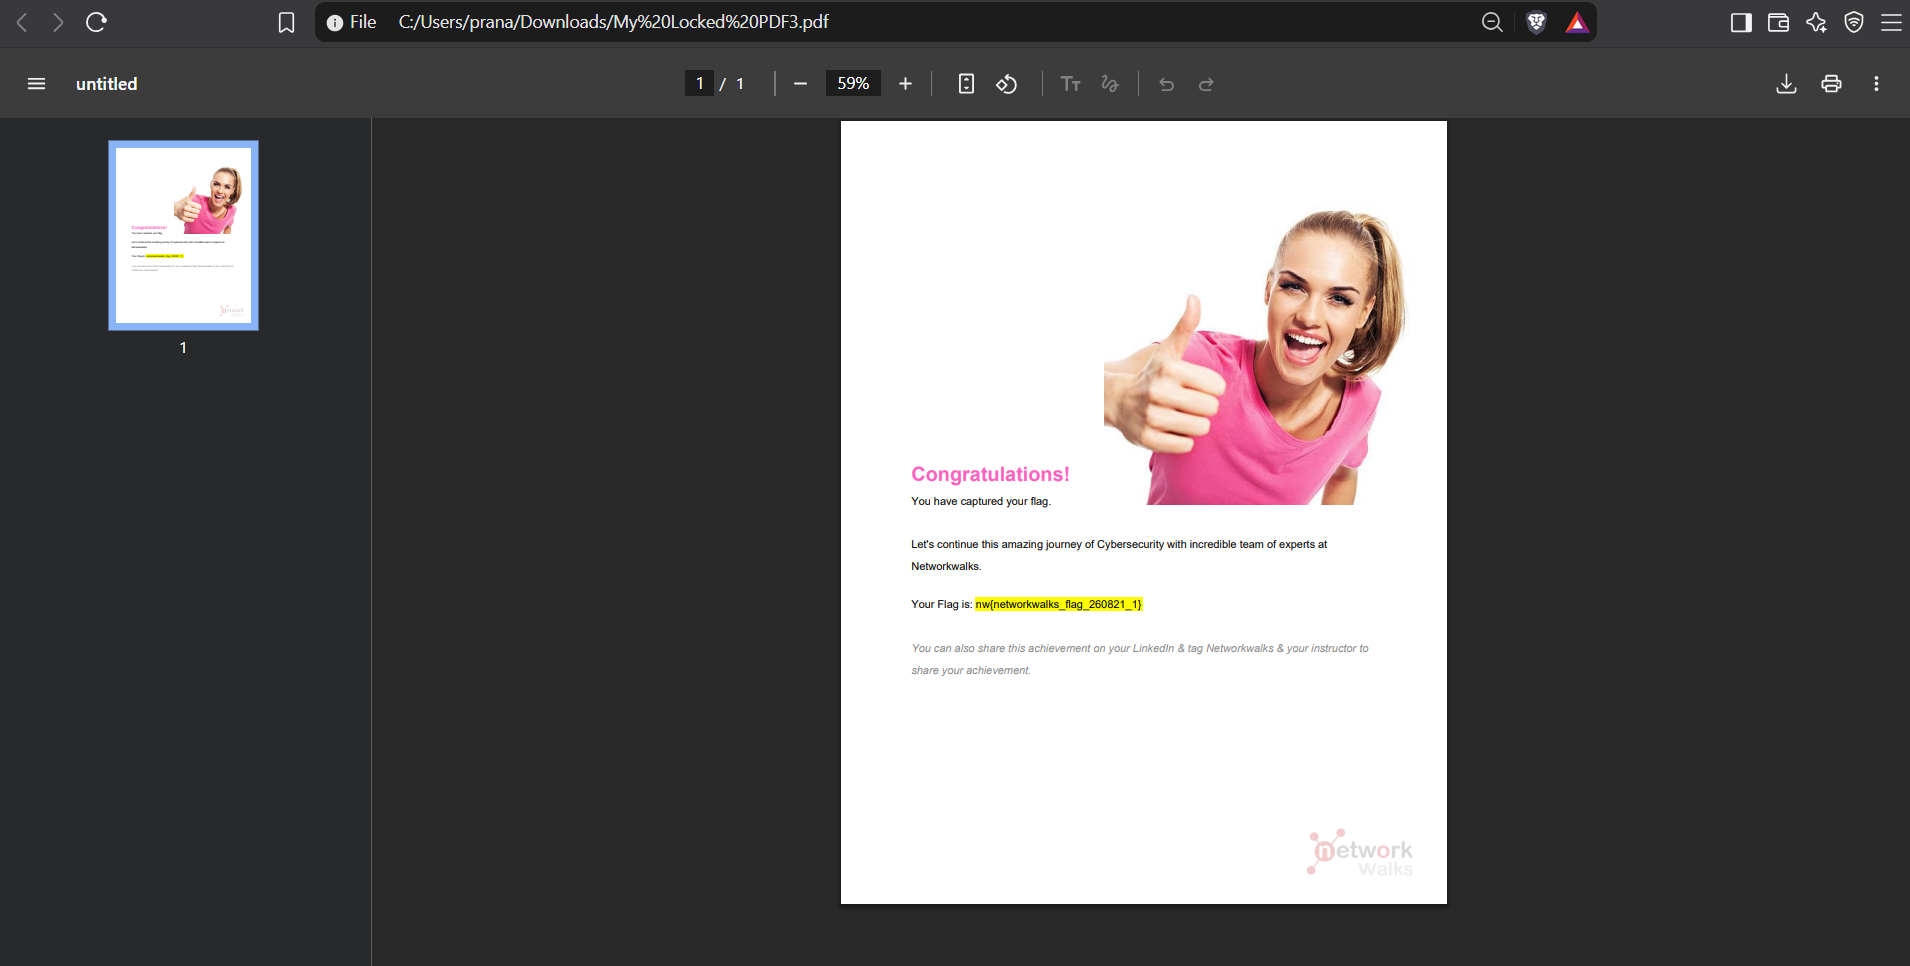 File C:/Users/prana/Downloads/My%20Locked%20PDF3.pdf
untitled
1 / 1
59%
Congratulations!
You have captured your flag.
Let's continue this amazing journey of Cybersecurity with incredible team of experts at
Networkwalks.
Your Flag is: nw{networkwalks_flag_260821_1}
You can also share this achievement on your LinkedIn & tag Networkwalks & your instructor to
share your achievement.
network
Walks
1